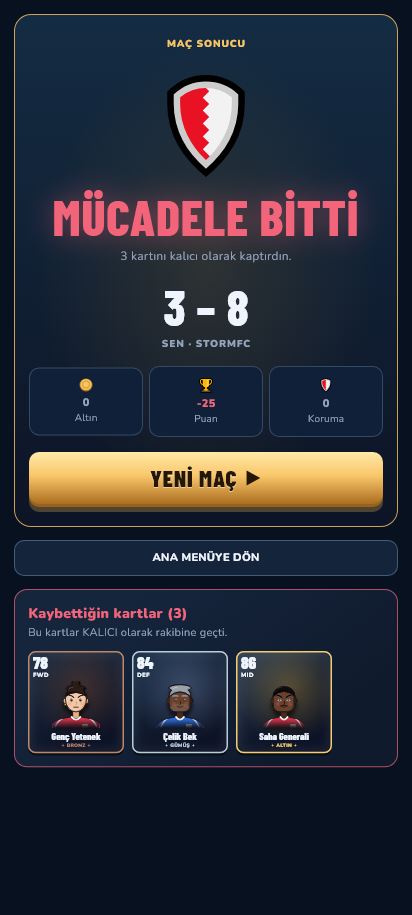 MAÇ SONUCU
MÜCADELE BİTTİ
3 kartını kalıcı olarak kaptırdın.
3 – 8
SEN · STORMFC
0
Altın
-25
Puan
0
Koruma
YENİ MAÇ ▶
ANA MENÜYE DÖN
Kaybettiğin kartlar (3)
Bu kartlar KALICI olarak rakibine geçti.
78
FWD
Genç Yetenek
✦ BRONZ ✦
84
DEF
Çelik Bek
✦ GÜMÜŞ ✦
86
MID
Saha Generali
✦ ALTIN ✦